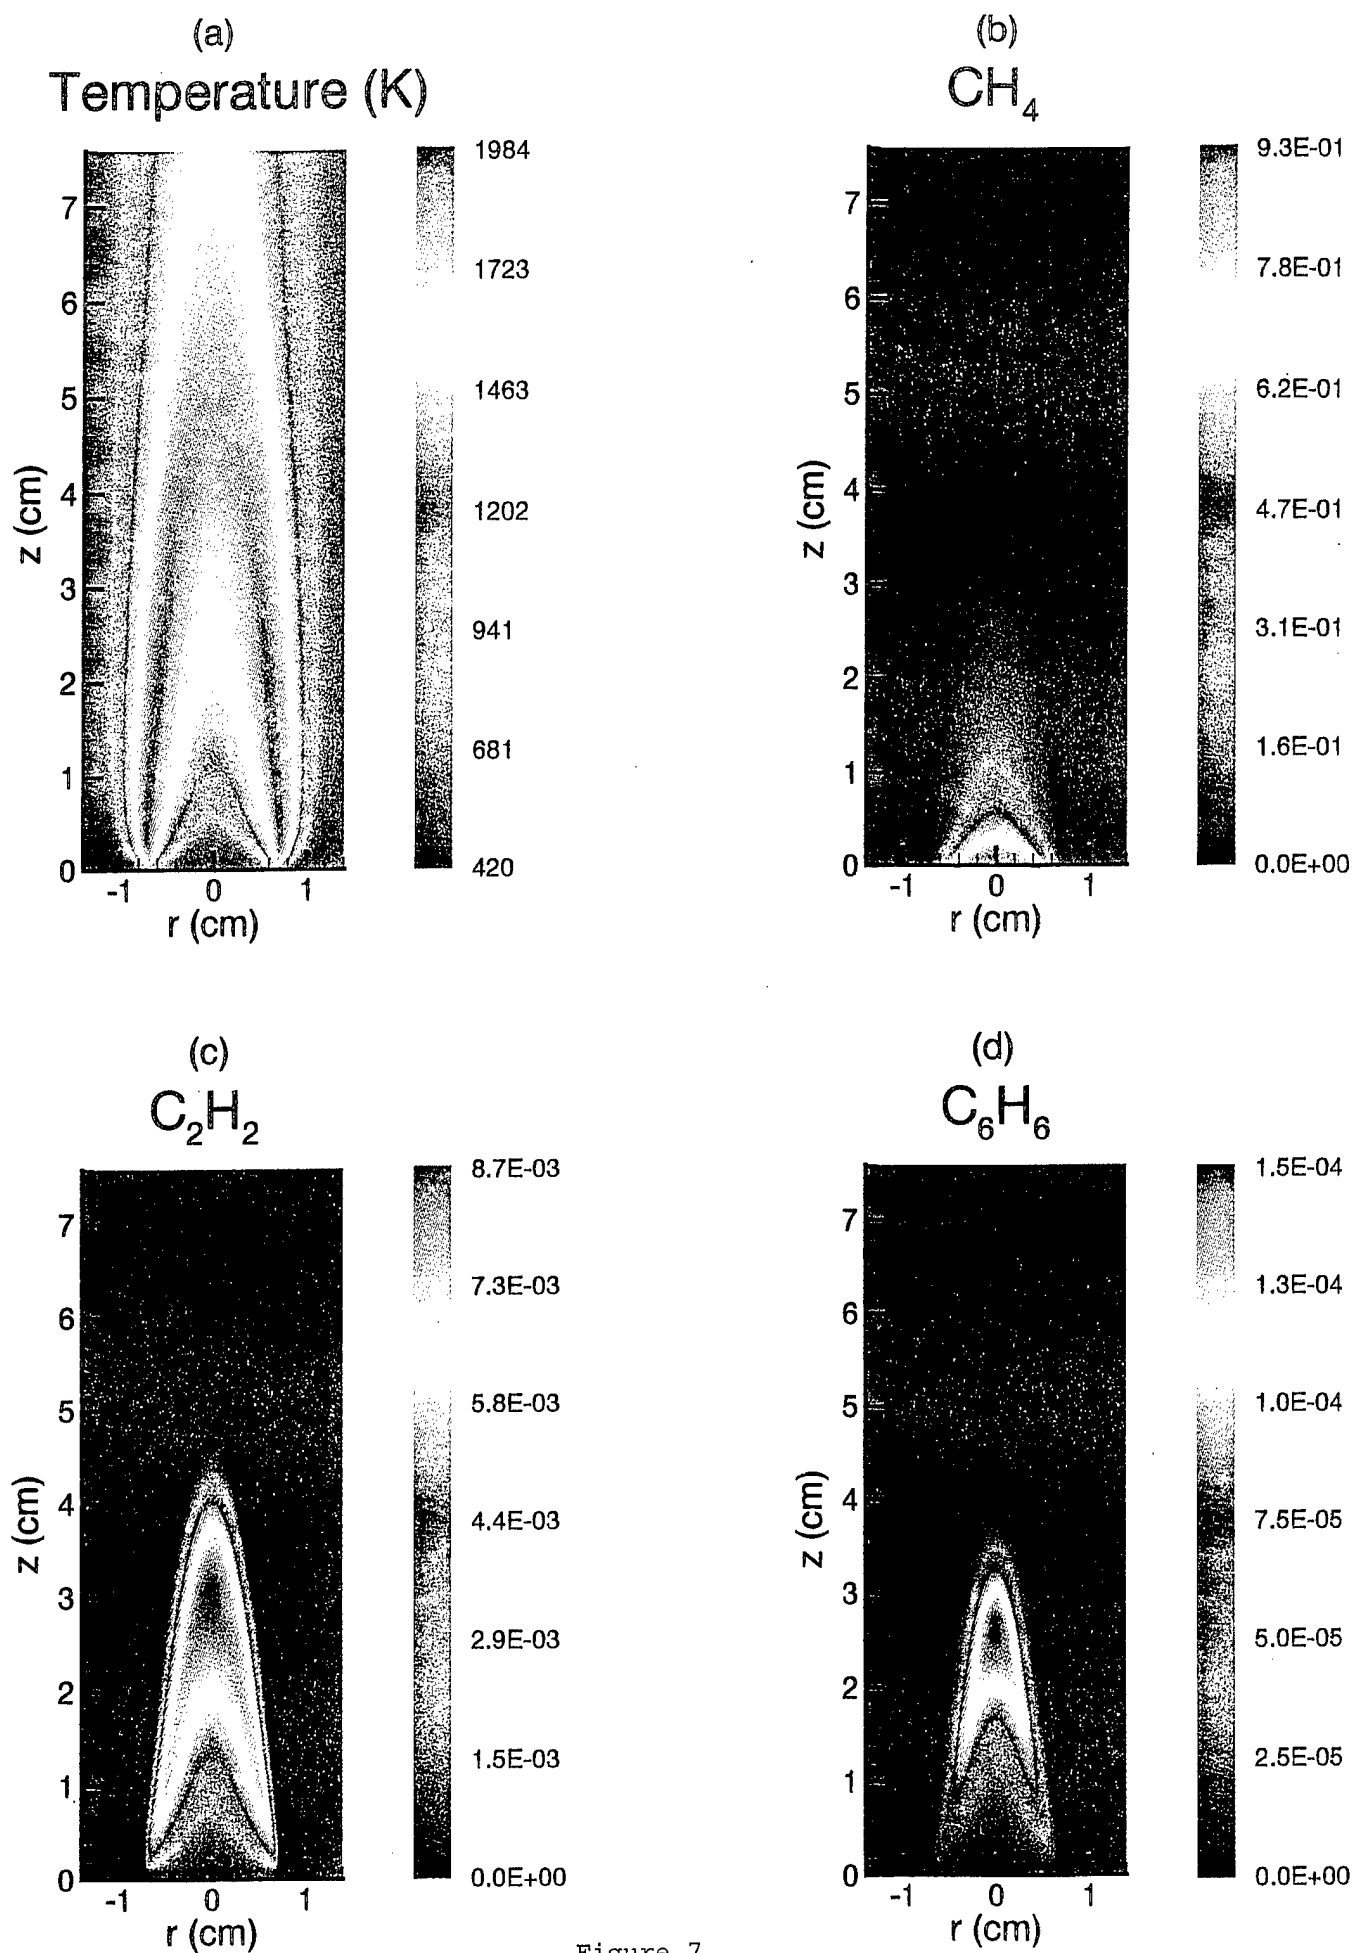 (a)
Temperature (K)
1984
1723
1463
1202
941
681
420
7
6
5
4
3
2
1
0
z (cm)
-1 0 1
r (cm)
(b)
CH₄
9.3E-01
7.8E-01
6.2E-01
4.7E-01
3.1E-01
1.6E-01
0.0E+00
7
6
5
4
3
2
1
0
z (cm)
-1 0 1
r (cm)
(c)
C₂H₂
8.7E-03
7.3E-03
5.8E-03
4.4E-03
2.9E-03
1.5E-03
0.0E+00
7
6
5
4
3
2
1
0
z (cm)
-1 0 1
r (cm)
(d)
C₆H₆
1.5E-04
1.3E-04
1.0E-04
7.5E-05
5.0E-05
2.5E-05
0.0E+00
7
6
5
4
3
2
1
0
z (cm)
-1 0 1
r (cm)
Figure 7